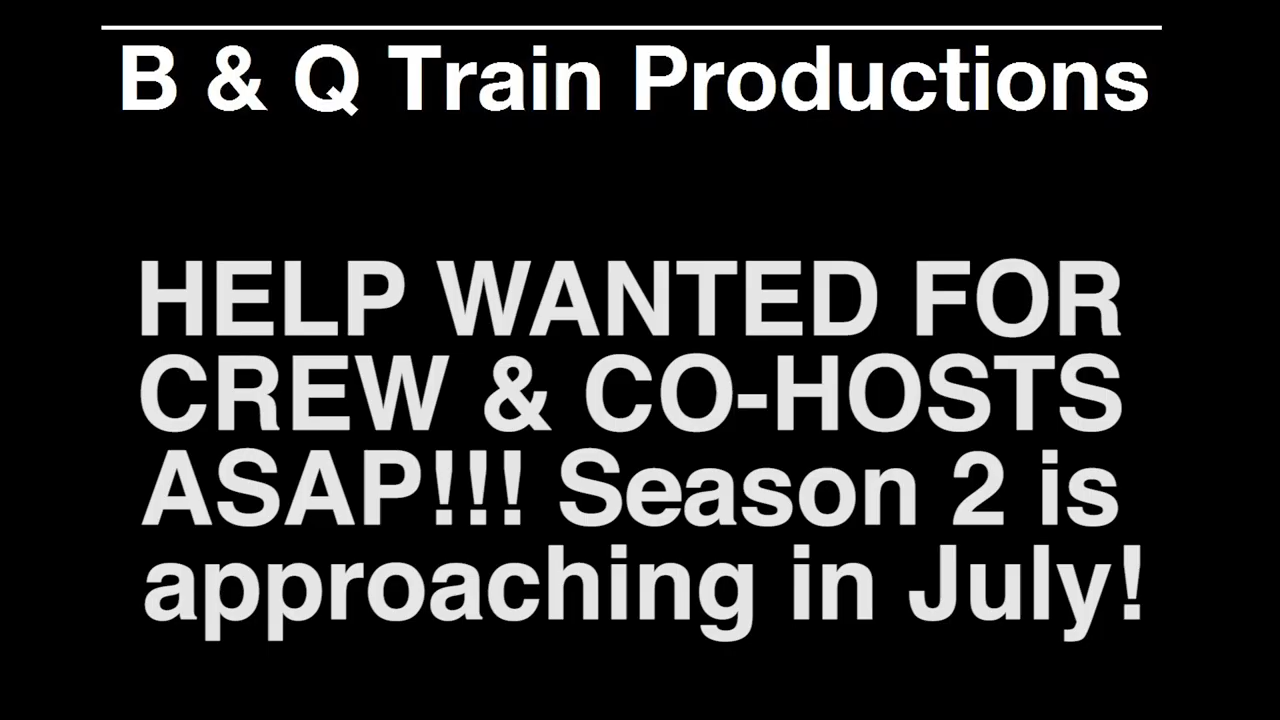 B & Q Train Productions
HELP WANTED FOR
CREW & CO-HOSTS
ASAP!!! Season 2 is
approaching in July!